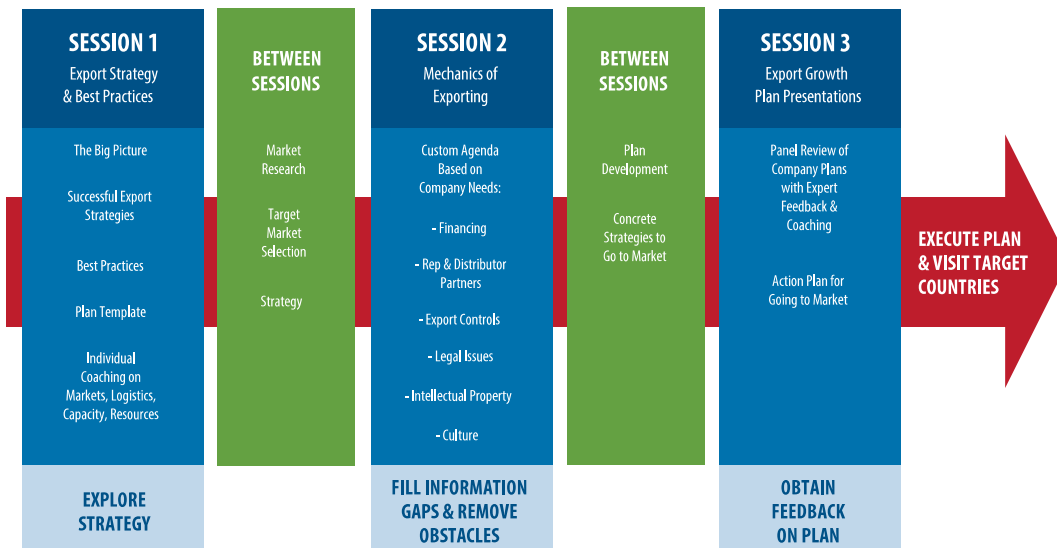 SESSION 1
Export Strategy
& Best Practices
The Big Picture
Successful Export
Strategies
Best Practices
Plan Template
Individual
Coaching on
Markets, Logistics,
Capacity, Resources
EXPLORE
STRATEGY
BETWEEN
SESSIONS
Market
Research
Target
Market
Selection
Strategy
SESSION 2
Mechanics of
Exporting
Custom Agenda
Based on
Company Needs:
- Financing
- Rep & Distributor
Partners
- Export Controls
- Legal Issues
- Intellectual Property
- Culture
FILL INFORMATION
GAPS & REMOVE
OBSTACLES
BETWEEN
SESSIONS
Plan
Development
Concrete
Strategies to
Go to Market
SESSION 3
Export Growth
Plan Presentations
Panel Review of
Company Plans
with Expert
Feedback &
Coaching
Action Plan for
Going to Market
OBTAIN
FEEDBACK
ON PLAN
EXECUTE PLAN
& VISIT TARGET
COUNTRIES